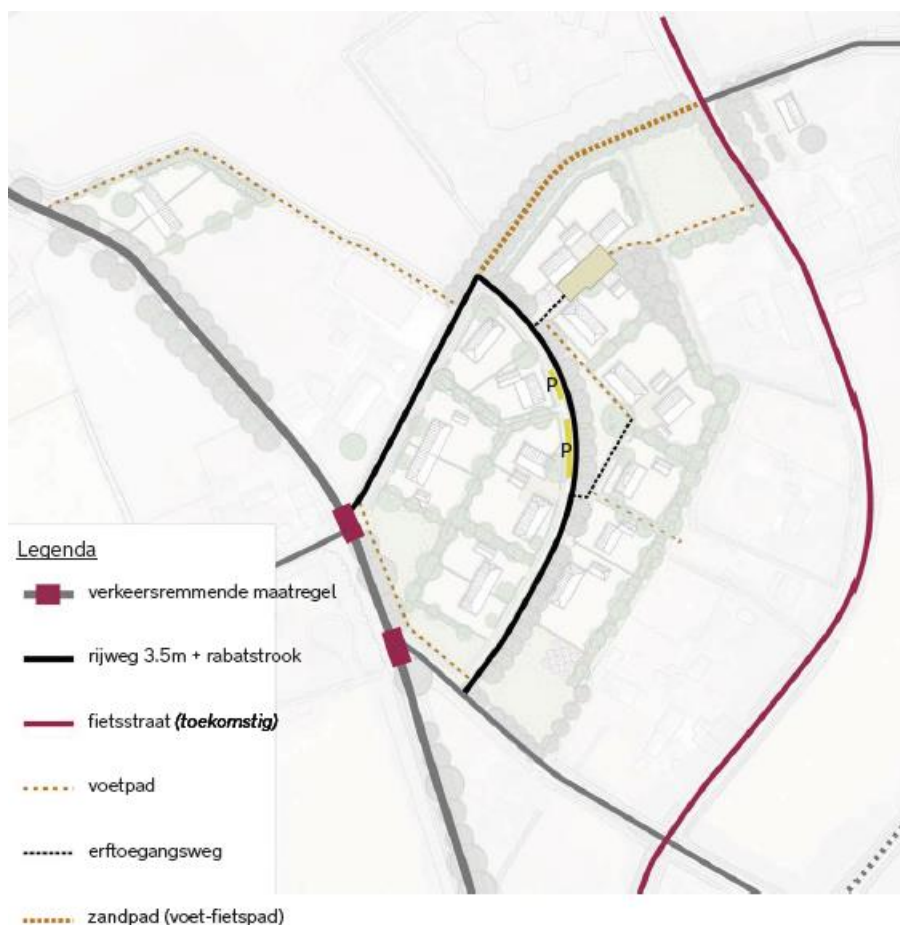 P
P
Legenda
verkeersremmende maatregel
rijweg 3.5m + rabatstrook
fietsstraat (toekomstig)
voetpad
erftoegangsweg
zandpad (voet-fietspad)